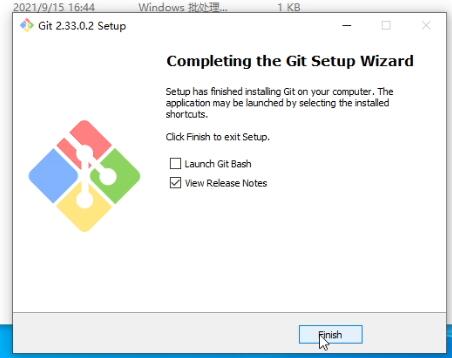 2021/9/15 16:44 Windows 批处理... 1 KB
Git 2.33.0.2 Setup
Completing the Git Setup Wizard
Setup has finished installing Git on your computer. The
application may be launched by selecting the installed
shortcuts.
Click Finish to exit Setup.
Launch Git Bash
View Release Notes
Finish